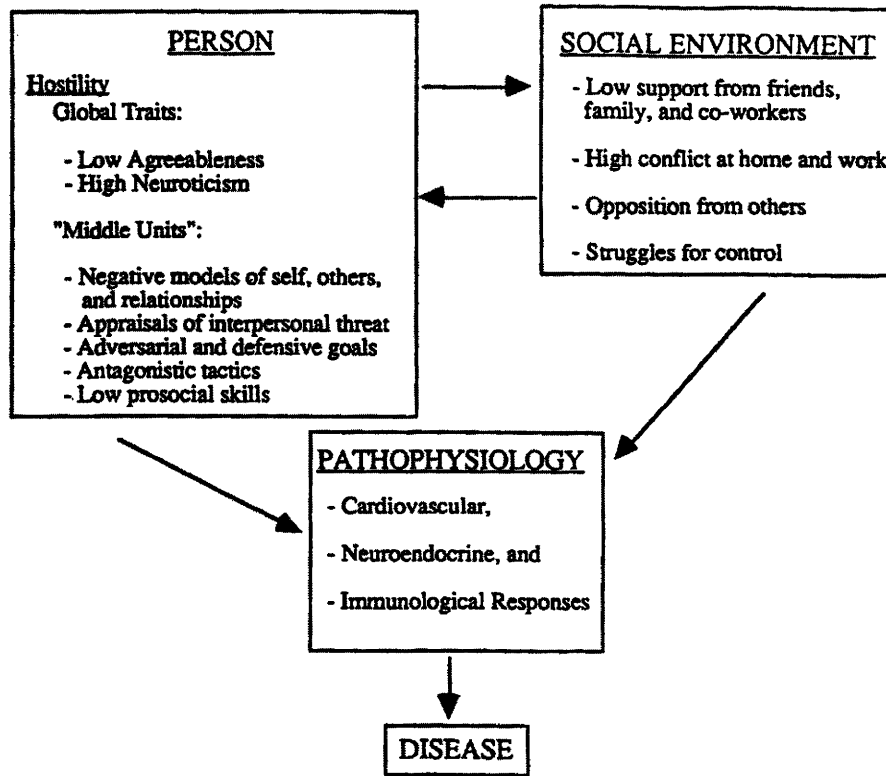 PERSON
Hostility
Global Traits:
- Low Agreeableness
- High Neuroticism
"Middle Units":
- Negative models of self, others,
and relationships
- Appraisals of interpersonal threat
- Adversarial and defensive goals
- Antagonistic tactics
- Low prosocial skills
SOCIAL ENVIRONMENT
- Low support from friends,
family, and co-workers
- High conflict at home and work
- Opposition from others
- Struggles for control
PATHOPHYSIOLOGY
- Cardiovascular,
- Neuroendocrine, and
- Immunological Responses
DISEASE